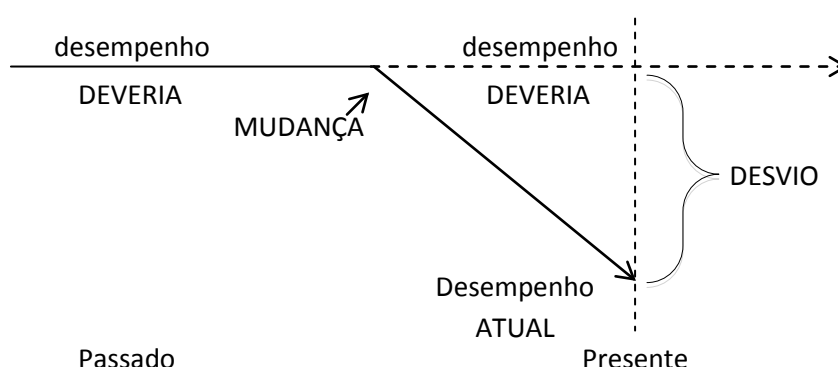 desempenho
desempenho
DEVERIA
DEVERIA
MUDANÇA
DESVIO
Desempenho
ATUAL
Passado
Presente